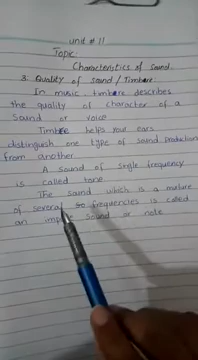 unit # 11
Topic
Characteristics of Sound.
3: Quality of Sound / Timbre:
In music, timbre describes
the quality of character of a
Sound or voice
Timbre helps your ears
distinguish one type of sound production
from another
A sound of single frequency
is called tone
The sound which is a mixture
of several frequencies is called
an impure sound or note